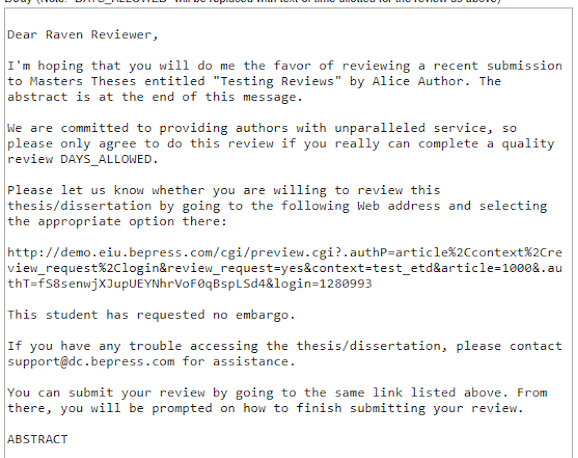 Body (Note: "DAYS_ALLOWED" will be replaced with text of time allotted for the review as above)
Dear Raven Reviewer,
I'm hoping that you will do me the favor of reviewing a recent submission
to Masters Theses entitled "Testing Reviews" by Alice Author. The
abstract is at the end of this message.
We are committed to providing authors with unparalleled service, so
please only agree to do this review if you really can complete a quality
review DAYS_ALLOWED.
Please let us know whether you are willing to review this
thesis/dissertation by going to the following Web address and selecting
the appropriate option there:
http://demo.eiu.bepress.com/cgi/preview.cgi?.authP=article%2Ccontext%2Cre
view_request%2Clogin&review_request=yes&context=test_etd&article=1000&.au
thT=fS8senwjXJupUEYNhrVoF0qBspLSd4&login=1280993
This student has requested no embargo.
If you have any trouble accessing the thesis/dissertation, please contact
support@dc.bepress.com for assistance.
You can submit your review by going to the same link listed above. From
there, you will be prompted on how to finish submitting your review.
ABSTRACT